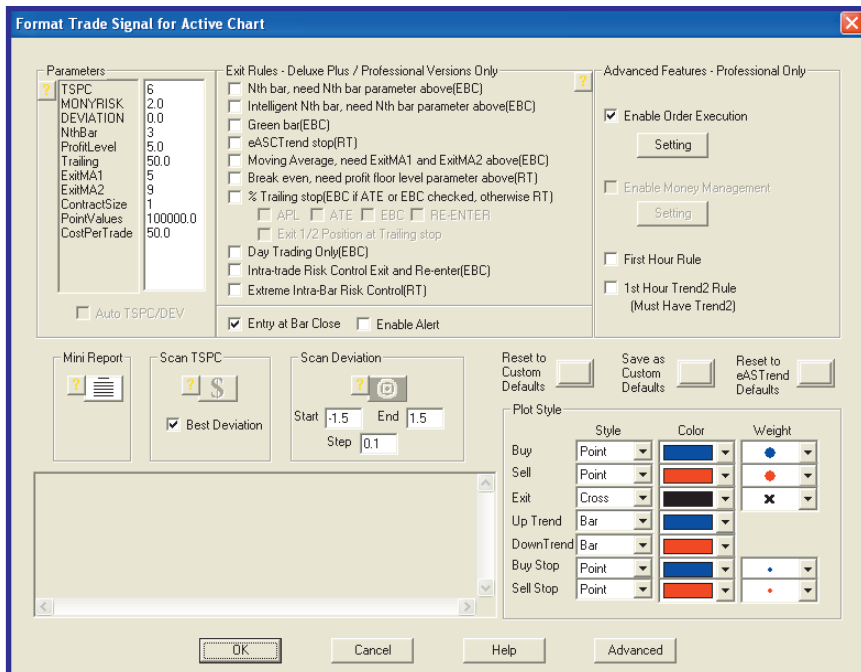 Format Trade Signal for Active Chart
Parameters
?
TSPC 6
MONYRISK 2.0
DEVIATION 0.0
NthBar 3
ProfitLevel 5.0
Trailing 50.0
ExitMA1 5
ExitMA2 9
ContractSize 1
PointValues 100000.0
CostPerTrade 50.0
Auto TSPC/DEV
Exit Rules - Deluxe Plus / Professional Versions Only
?
Nth bar, need Nth bar parameter above(EBC)
Intelligent Nth bar, need Nth bar parameter above(EBC)
Green bar(EBC)
eASCTrend stop(RT)
Moving Average, need ExitMA1 and ExitMA2 above(EBC)
Break even, need profit floor level parameter above(RT)
% Trailing stop(EBC if ATE or EBC checked, otherwise RT)
APL ATE EBC RE-ENTER
Exit 1/2 Position at Trailing stop
Day Trading Only(EBC)
Intra-trade Risk Control Exit and Re-enter(EBC)
Extreme Intra-Bar Risk Control(RT)
Entry at Bar Close Enable Alert
Advanced Features - Professional Only
Enable Order Execution
Setting
Enable Money Management
Setting
First Hour Rule
1st Hour Trend2 Rule
(Must Have Trend2)
Mini Report
?
Scan TSPC
? $
Best Deviation
Scan Deviation
?
Start -1.5 End 1.5
Step 0.1
Reset to
Custom
Defaults
Save as
Custom
Defaults
Reset to
eASTrend
Defaults
Plot Style
Style Color Weight
Buy Point
Sell Point
Exit Cross
Up Trend Bar
DownTrend Bar
Buy Stop Point
Sell Stop Point
OK Cancel Help Advanced